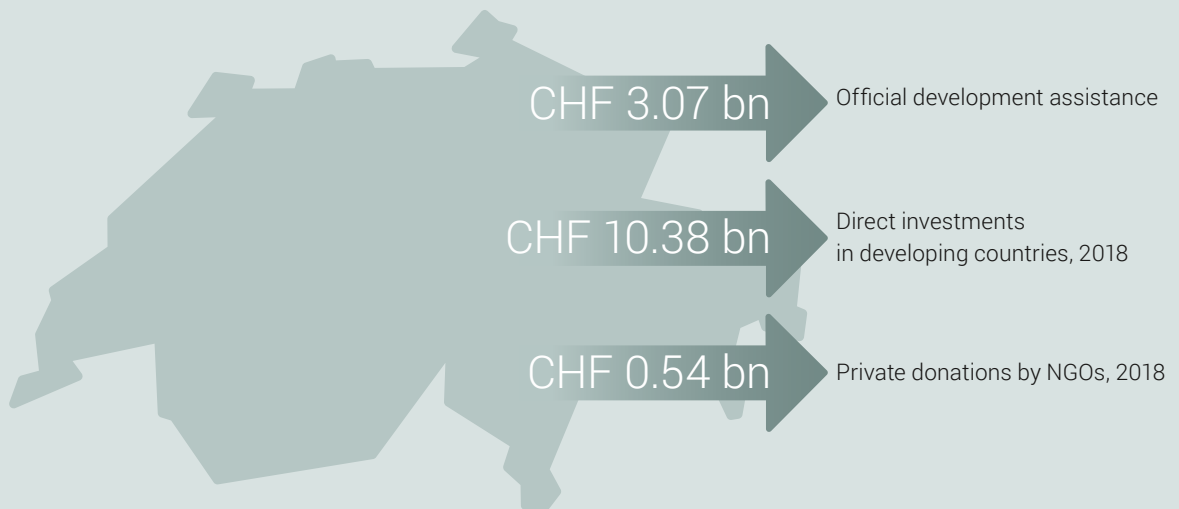 CHF 3.07 bn
Official development assistance
CHF 10.38 bn
Direct investments
in developing countries, 2018
CHF 0.54 bn
Private donations by NGOs, 2018